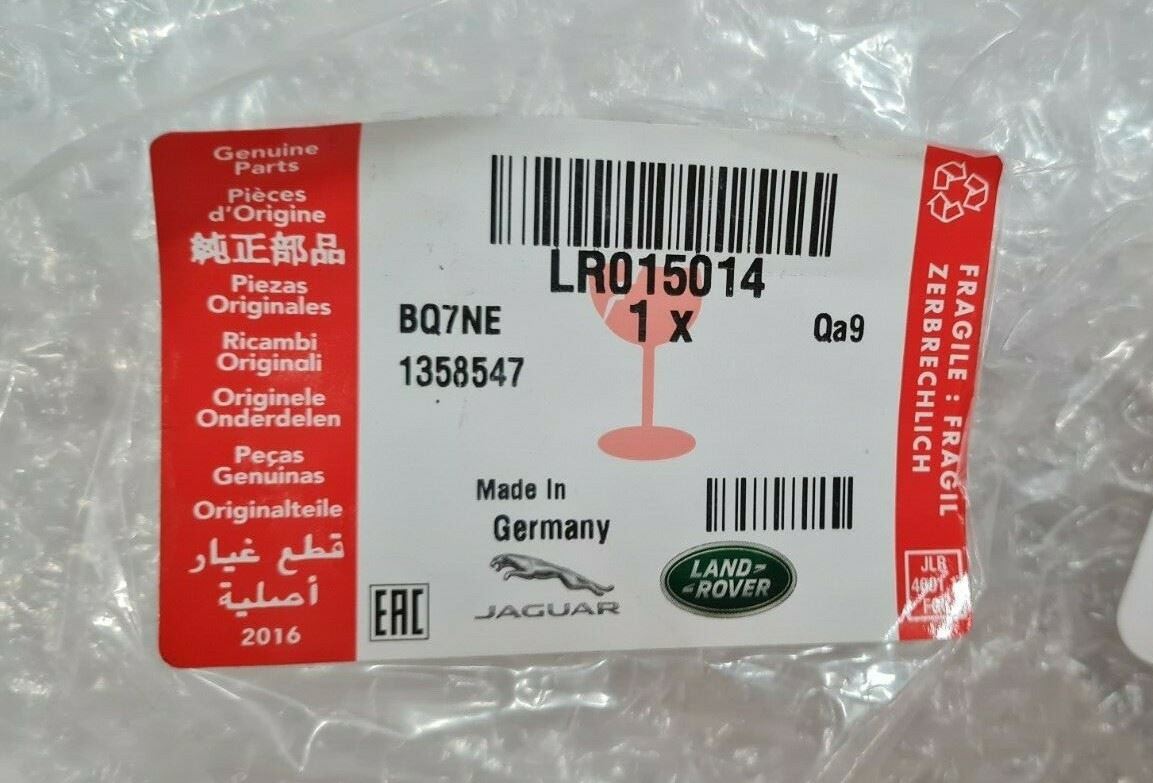 Genuine
Parts
Pièces
d'Origine
純正部品
Piezas
Originales
Ricambi
Originali
Originele
Onderdelen
Peças
Genuinas
Originalteile
قطع غيار
أصلية
2016
LR015014
1 x
BQ7NE
Qa9
1358547
Made In
Germany
EAC
JAGUAR
LAND-
-ROVER
FRAGILE : FRAGIL
ZERBRECHLICH
JLR